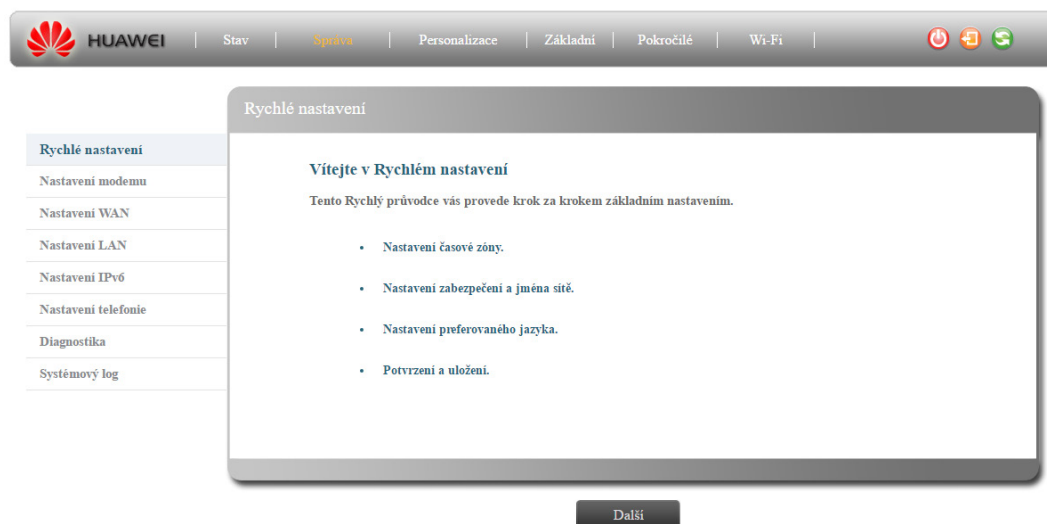 HUAWEI | Stav | Správa | Personalizace | Základní | Pokročilé | Wi-Fi |
Rychlé nastavení
Rychlé nastavení
Nastavení modemu
Nastavení WAN
Nastavení LAN
Nastavení IPv6
Nastavení telefonie
Diagnostika
Systémový log
Vítejte v Rychlém nastavení
Tento Rychlý průvodce vás provede krok za krokem základním nastavením.
• Nastavení časové zóny.
• Nastavení zabezpečení a jména sítě.
• Nastavení preferovaného jazyka.
• Potvrzení a uložení.
Další